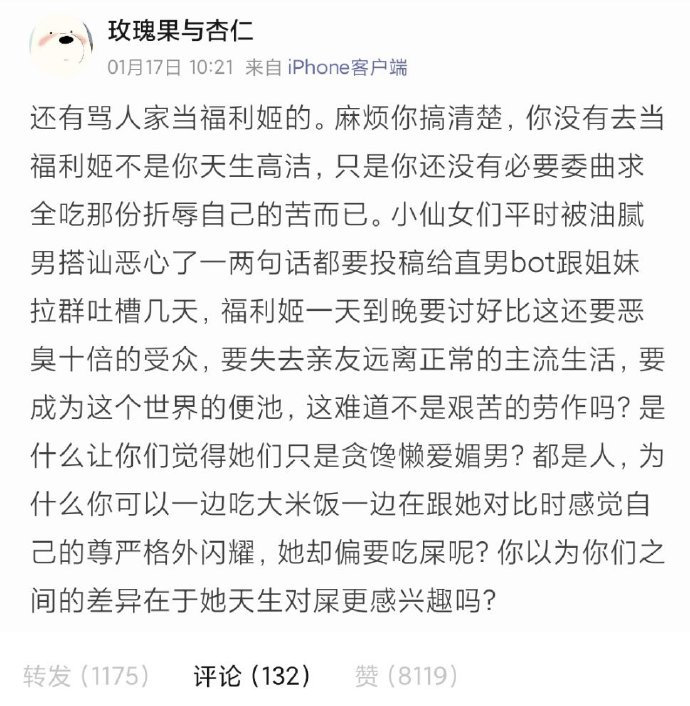 玫瑰果与杏仁
01月17日 10:21 来自 iPhone客户端
还有骂人家当福利姬的。麻烦你搞清楚，你没有去当
福利姬不是你天生高洁，只是你还没有必要委曲求
全吃那份折辱自己的苦而已。小仙女们平时被油腻
男搭讪恶心了一两句话都要投稿给直男bot跟姐妹
拉群吐槽几天，福利姬一天到晚要讨好比这还要恶
臭十倍的受众，要失去亲友远离正常的主流生活，要
成为这个世界的便池，这难道不是艰苦的劳作吗？是
什么让你们觉得她们只是贪馋懒爱媚男？都是人，为
什么你可以一边吃大米饭一边在跟她对比时感觉自
己的尊严格外闪耀，她却偏要吃屎呢？你以为你们之
间的差异在于她天生对屎更感兴趣吗？
转发（1175） 评论（132） 赞（8119）